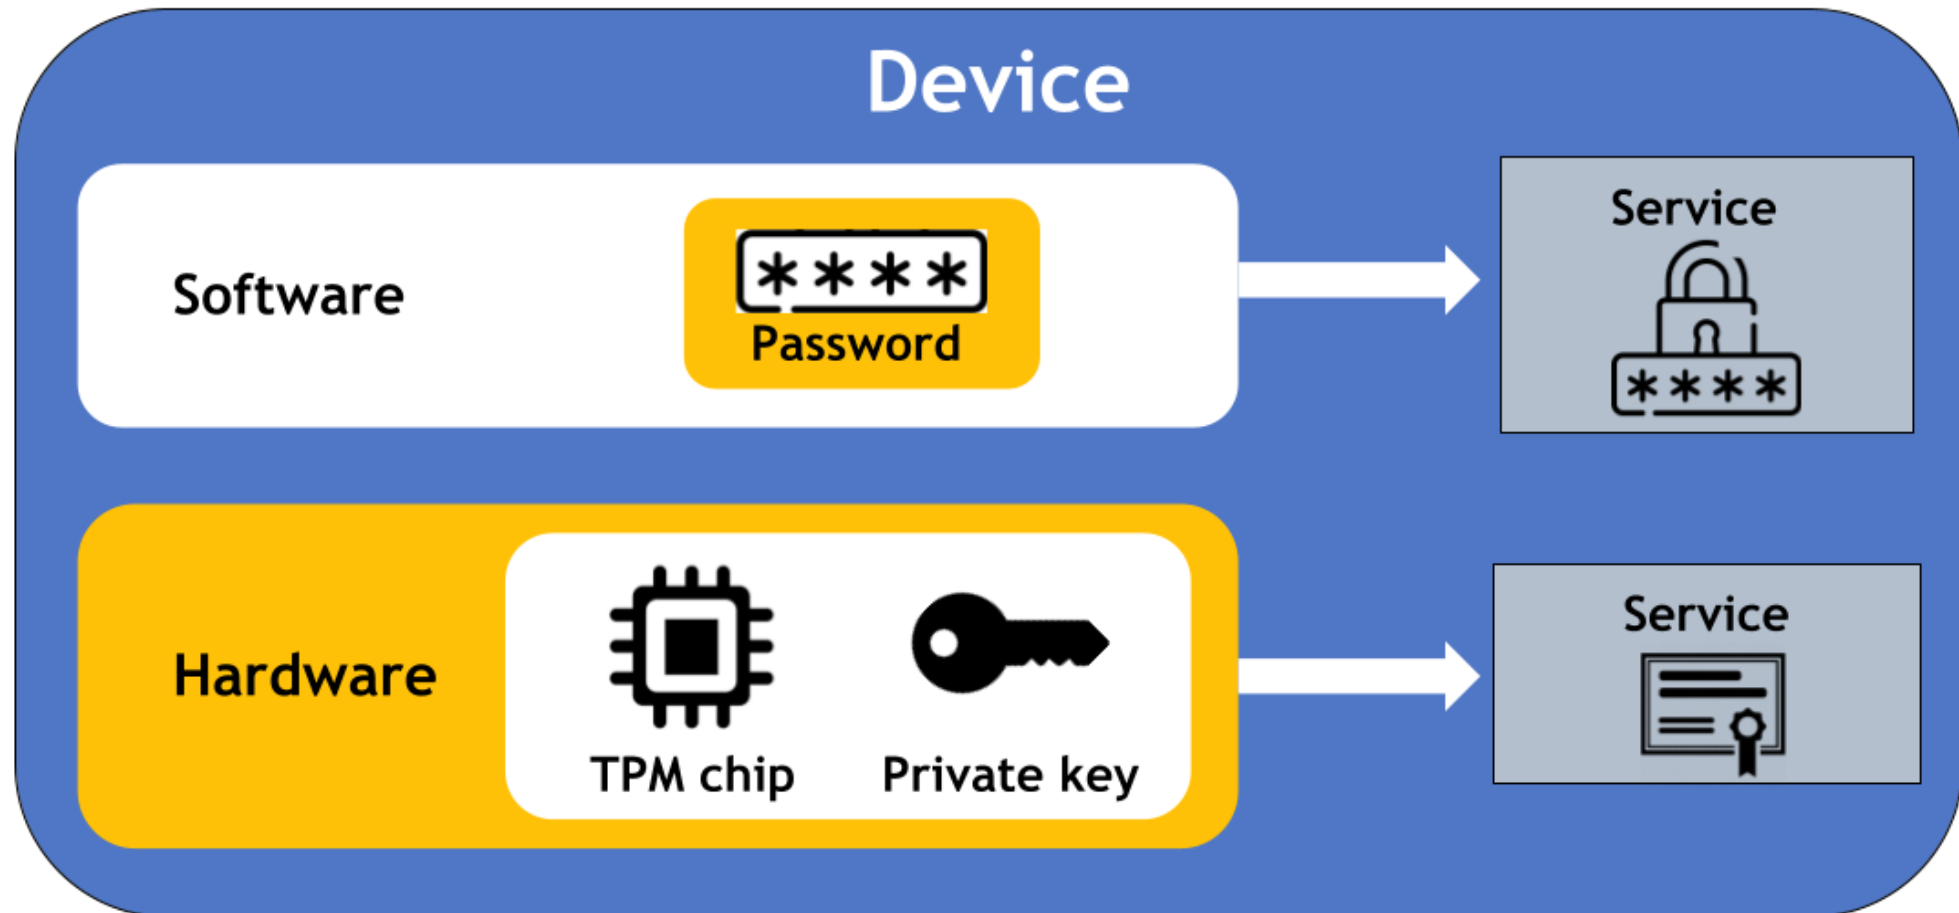 Device
Software
****
Password
Service
****
Hardware
TPM chip
Private key
Service